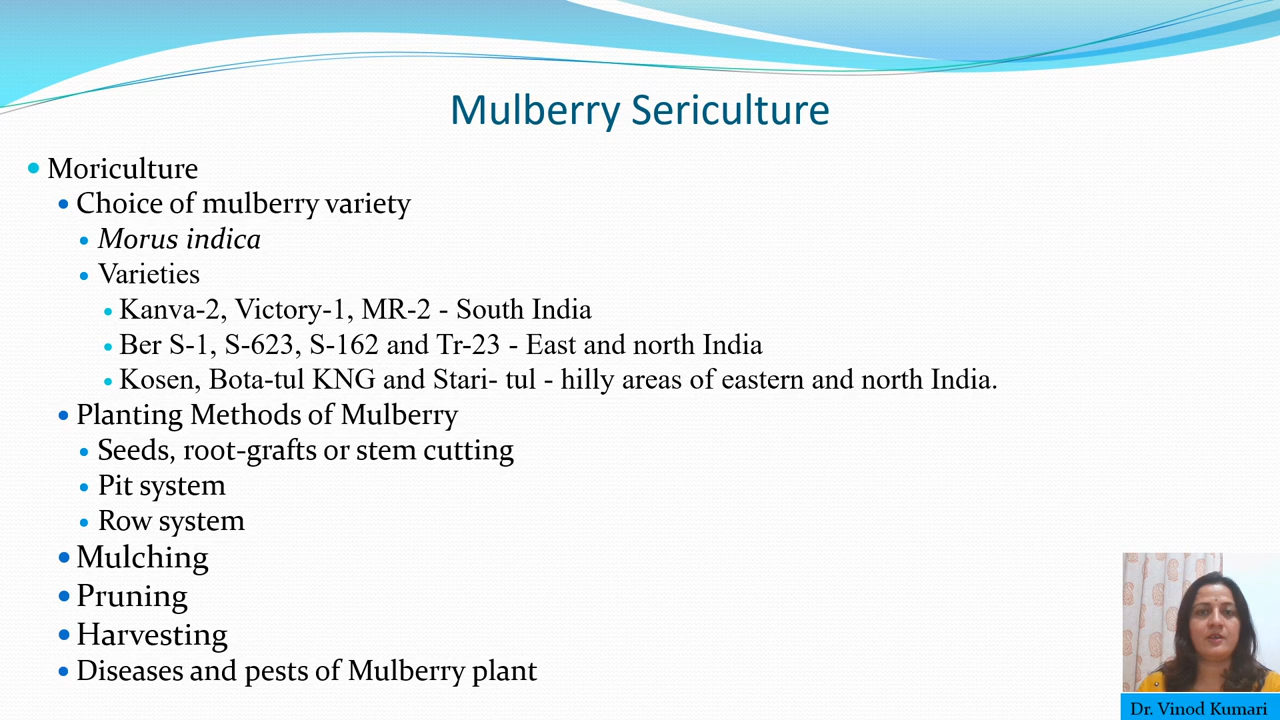 Mulberry Sericulture
Moriculture
Choice of mulberry variety
Morus indica
Varieties
Kanva-2, Victory-1, MR-2 - South India
Ber S-1, S-623, S-162 and Tr-23 - East and north India
Kosen, Bota-tul KNG and Stari- tul - hilly areas of eastern and north India.
Planting Methods of Mulberry
Seeds, root-grafts or stem cutting
Pit system
Row system
Mulching
Pruning
Harvesting
Diseases and pests of Mulberry plant
Dr. Vinod Kumari